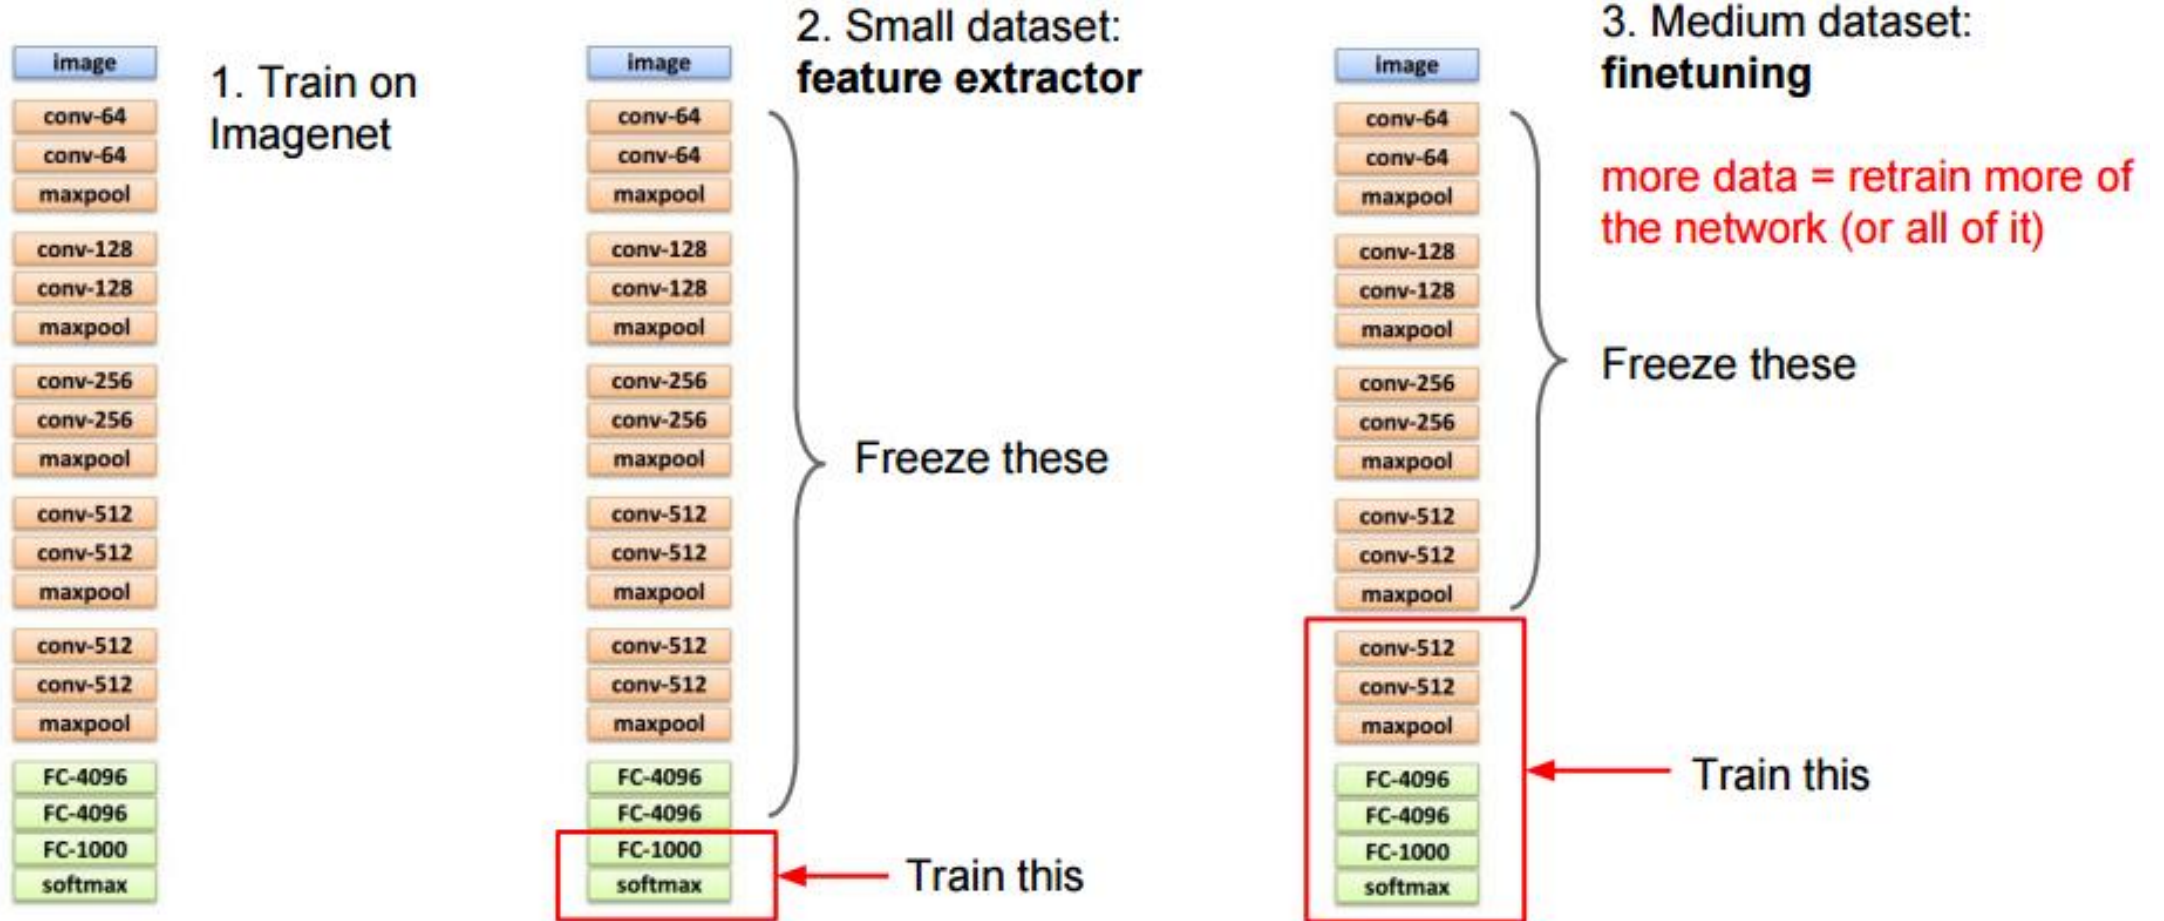 image
conv-64
conv-64
maxpool
conv-128
conv-128
maxpool
conv-256
conv-256
maxpool
conv-512
conv-512
maxpool
conv-512
conv-512
maxpool
FC-4096
FC-4096
FC-1000
softmax
1. Train on
Imagenet
image
conv-64
conv-64
maxpool
conv-128
conv-128
maxpool
conv-256
conv-256
maxpool
conv-512
conv-512
maxpool
conv-512
conv-512
maxpool
FC-4096
FC-4096
FC-1000
softmax
2. Small dataset:
feature extractor
Freeze these
Train this
image
conv-64
conv-64
maxpool
conv-128
conv-128
maxpool
conv-256
conv-256
maxpool
conv-512
conv-512
maxpool
conv-512
conv-512
maxpool
FC-4096
FC-4096
FC-1000
softmax
3. Medium dataset:
finetuning
more data = retrain more of
the network (or all of it)
Freeze these
Train this